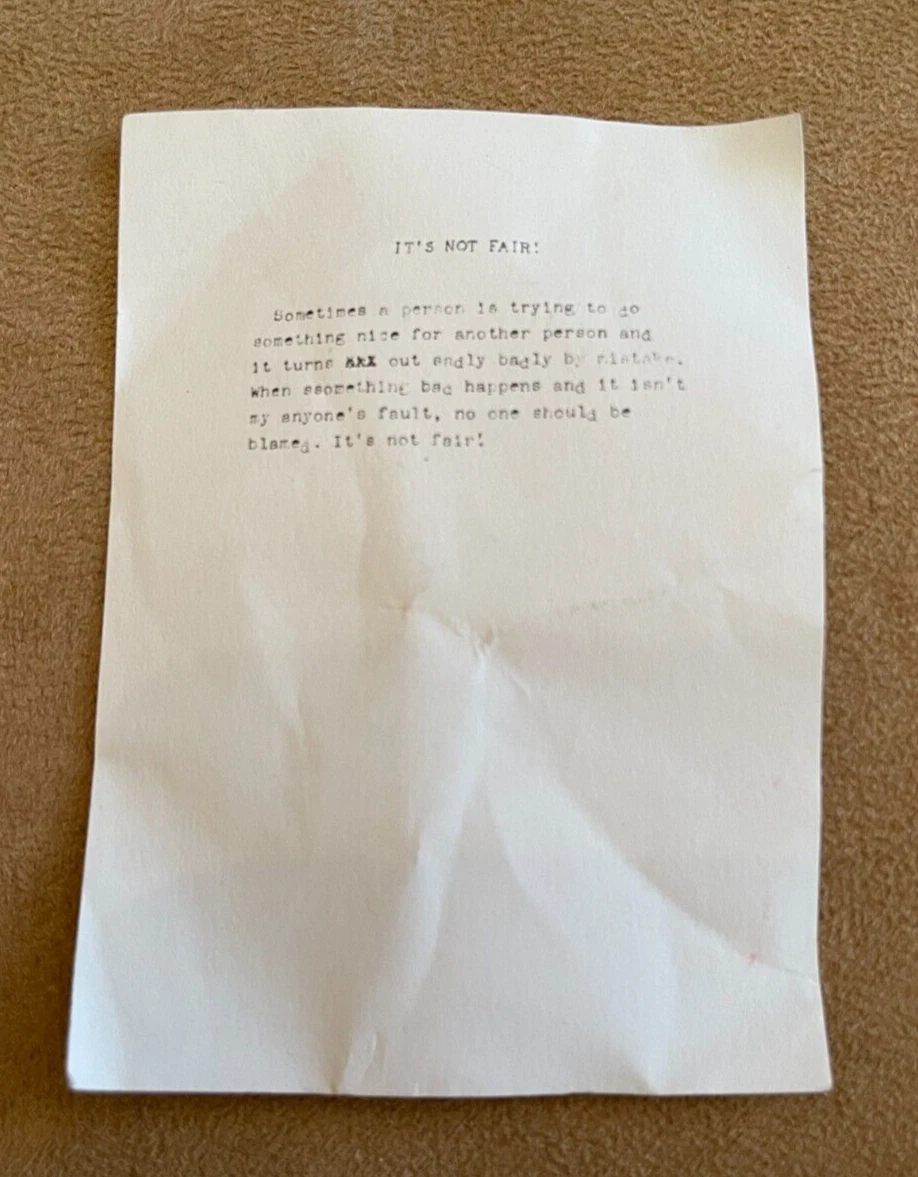 IT'S NOT FAIR!
Sometimes a person is trying to do
something nice for another person and
it turns out endly badly by mistake.
When ssomething bad happens and it isn't
my anyone's fault, no one should be
blamed. It's not fair!